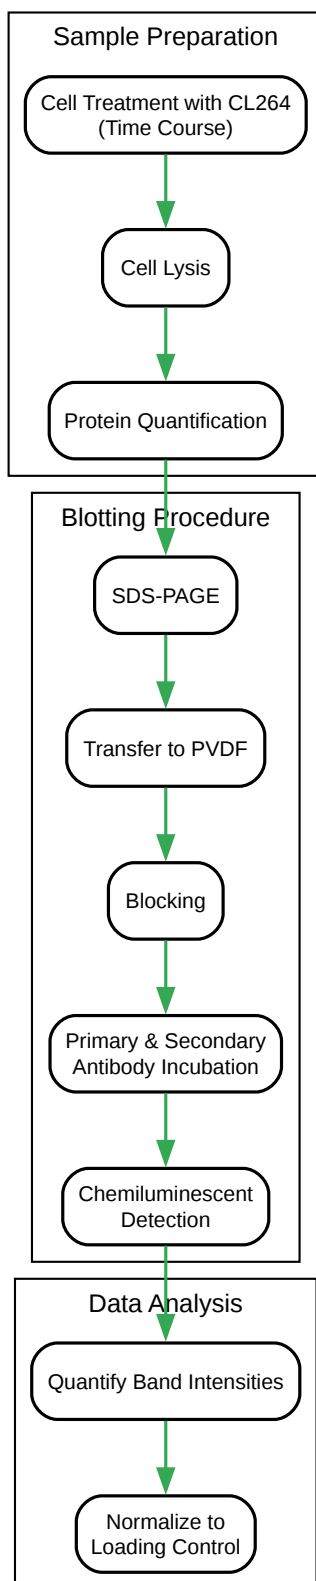 Sample Preparation
Cell Treatment with CL264
(Time Course)
Cell Lysis
Protein Quantification
Blotting Procedure
SDS-PAGE
Transfer to PVDF
Blocking
Primary & Secondary
Antibody Incubation
Chemiluminescent
Detection
Data Analysis
Quantify Band Intensities
Normalize to
Loading Control